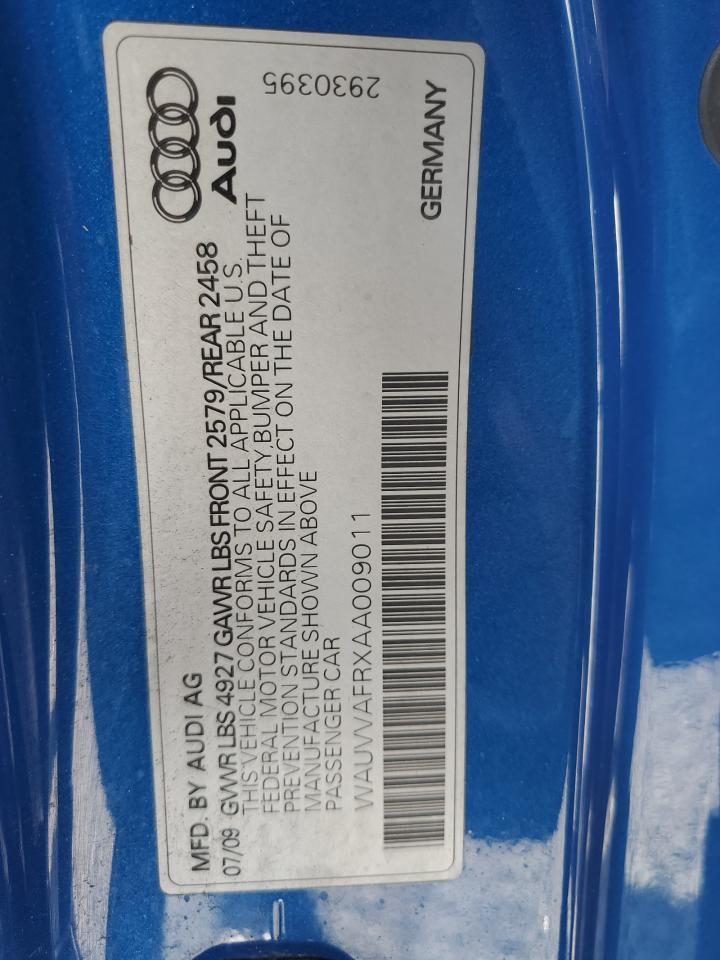 MFD. BY AUDI AG
07/09 GVWR LBS 4927 GAWR LBS FRONT 2579/REAR 2458
THIS VEHICLE CONFORMS TO ALL APPLICABLE U.S.
FEDERAL MOTOR VEHICLE SAFETY,BUMPER AND THEFT
PREVENTION STANDARDS IN EFFECT ON THE DATE OF
MANUFACTURE SHOWN ABOVE
PASSENGER CAR
WAUVVAFRXAA009011
Audi
2930395
GERMANY